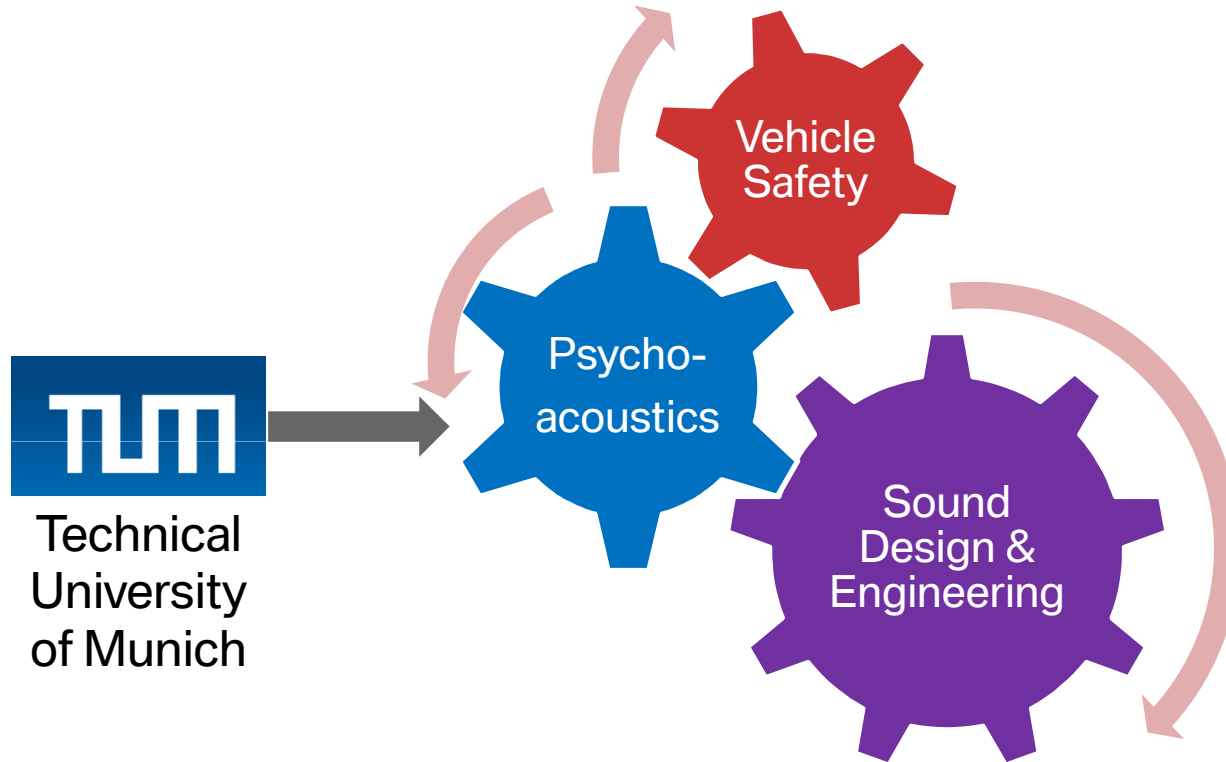 Vehicle
Safety
Psycho-
acoustics
TUM
Technical
University
of Munich
Sound
Design &
Engineering